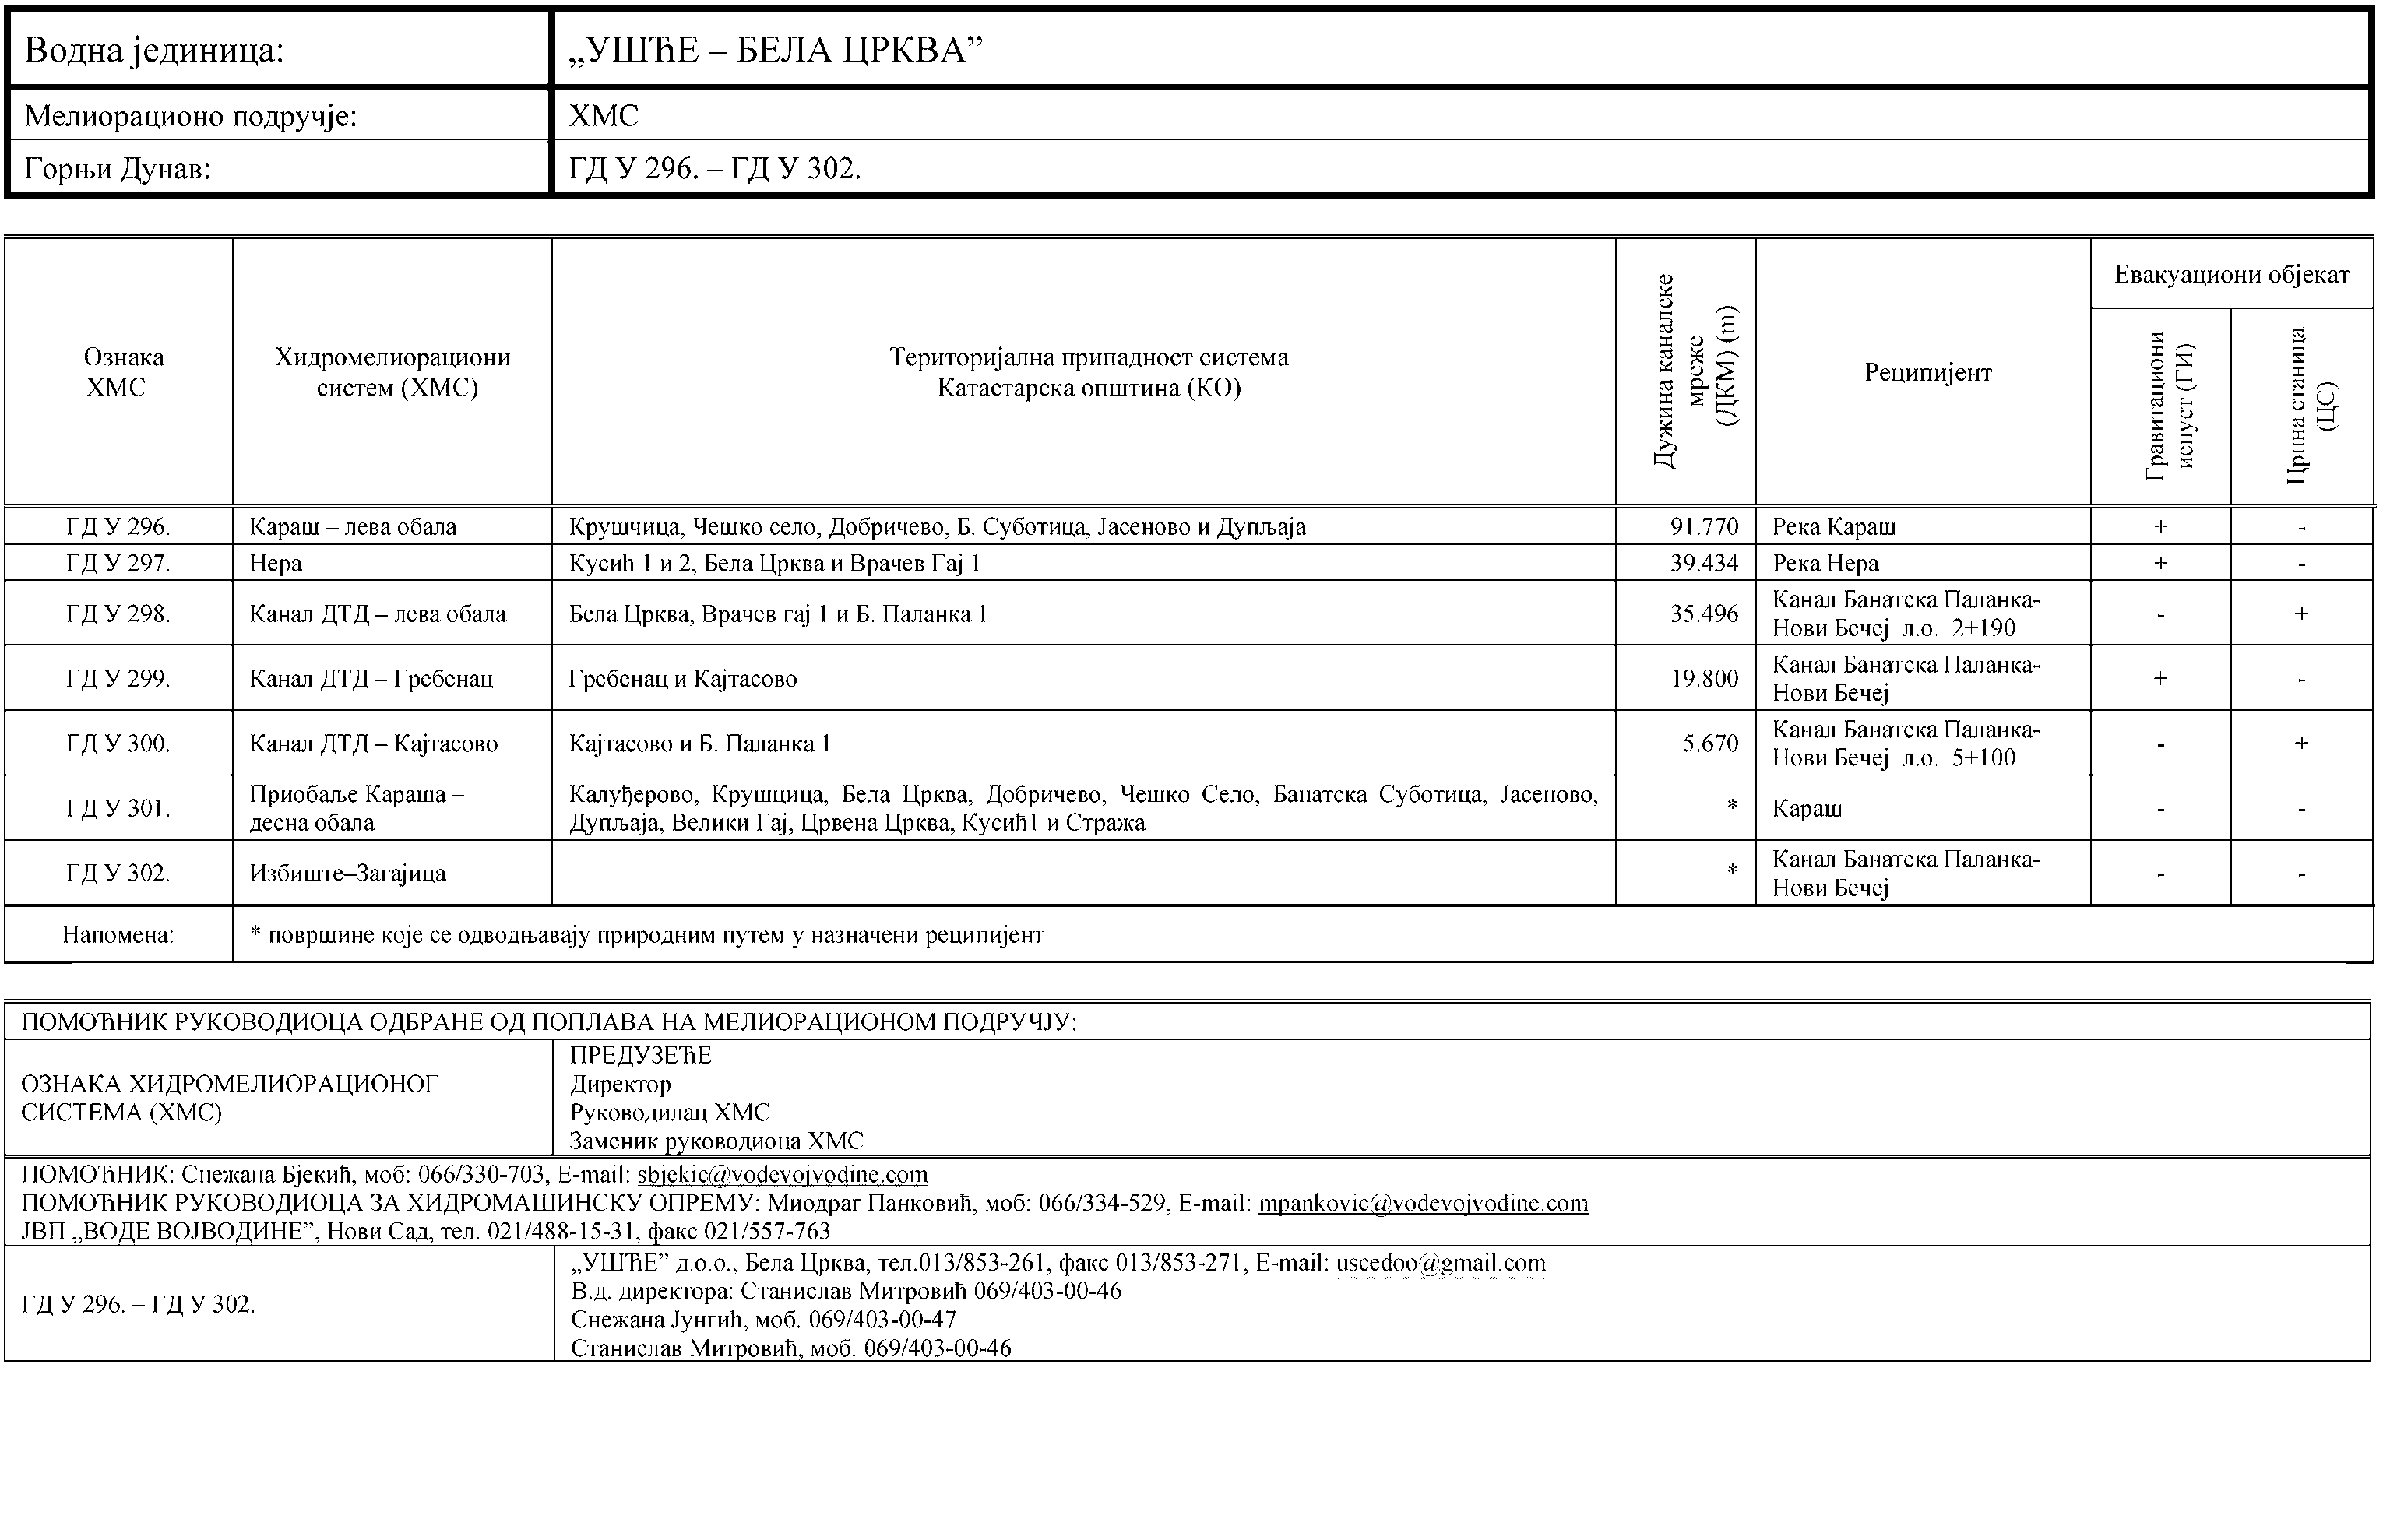 Водна јединица: „УШЋЕ – БЕЛА ЦРКВА”
Мелиорационо подручје: ХМС
Горњи Дунав: ГД У 296. – ГД У 302.
Ознака
ХМС
Хидромелиорациони
систем (ХМС)
Територијална припадност система
Катастарска општина (КО)
Дужина каналске
мреже
(ДКМ) (m)
Реципијент
Евакуациони објекат
Гравитациони
испуст (ГИ)
Црпна станица
(ЦС)
ГД У 296. Караш – лева обала Крушчица, Чешко село, Добричево, Б. Суботица, Јасеново и Дупљаја 91.770 Река Караш + -
ГД У 297. Нера Кусић 1 и 2, Бела Црква и Врачев Гај 1 39.434 Река Нера + -
ГД У 298. Канал ДТД – лева обала Бела Црква, Врачев гај 1 и Б. Паланка 1 35.496 Канал Банатска Паланка-
Нови Бечеј л.о. 2+190 - +
ГД У 299. Канал ДТД – Гребенац Гребенац и Кајтасово 19.800 Канал Банатска Паланка-
Нови Бечеј + -
ГД У 300. Канал ДТД – Кајтасово Кајтасово и Б. Паланка 1 5.670 Канал Банатска Паланка-
Нови Бечеј л.о. 5+100 - +
ГД У 301. Приобаље Караша –
десна обала
Калуђерово, Крушцица, Бела Црква, Добричево, Чешко Село, Банатска Суботица, Јасеново,
Дупљаја, Велики Гај, Црвена Црква, Кусић1 и Стража
* Караш - -
ГД У 302. Избиште–Загајица * Канал Банатска Паланка-
Нови Бечеј - -
Напомена: * површине које се одводњавају природним путем у назначени реципијент
ПОМОЋНИК РУКОВОДИОЦА ОДБРАНЕ ОД ПОПЛАВА НА МЕЛИОРАЦИОНОМ ПОДРУЧЈУ:
ОЗНАКА ХИДРОМЕЛИОРАЦИОНОГ
СИСТЕМА (ХМС)
ПРЕДУЗЕЋЕ
Директор
Руководилац ХМС
Заменик руководиоца ХМС
ПОМОЋНИК: Снежана Бјекић, моб: 066/330-703, E-mail: sbjekic@vodevojvodine.com
ПОМОЋНИК РУКОВОДИОЦА ЗА ХИДРОМАШИНСКУ ОПРЕМУ: Миодраг Панковић, моб: 066/334-529, E-mail: mpankovic@vodevojvodine.com
ЈВП „ВОДЕ ВОЈВОДИНЕ”, Нови Сад, тел. 021/488-15-31, факс 021/557-763
ГД У 296. – ГД У 302.
„УШЋЕ” д.о.о., Бела Црква, тел.013/853-261, факс 013/853-271, E-mail: uscedoo@gmail.com
В.д. директора: Станислав Митровић 069/403-00-46
Снежана Јунгић, моб. 069/403-00-47
Станислав Митровић, моб. 069/403-00-46